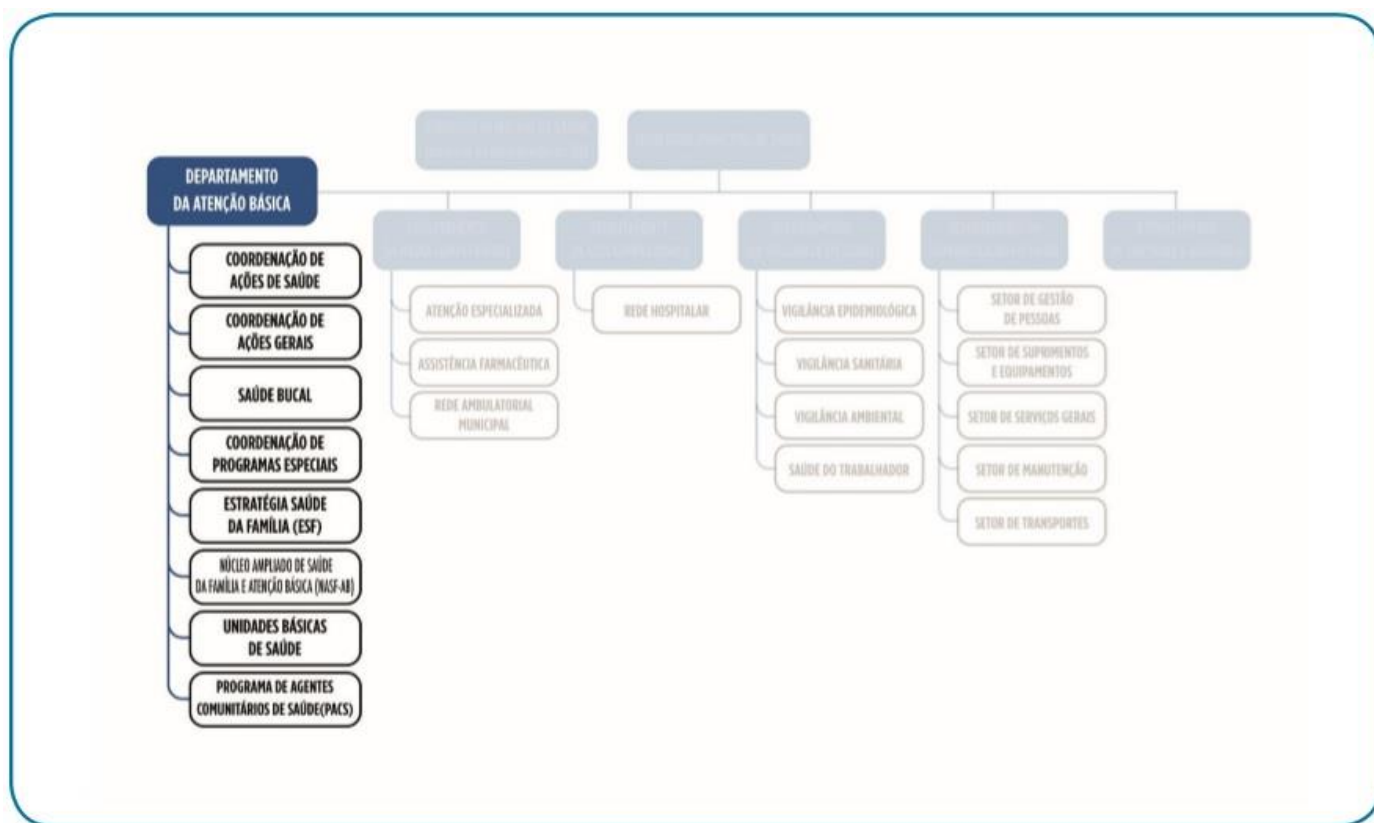 DEPARTAMENTO
DA ATENÇÃO BÁSICA
COORDENAÇÃO DE
AÇÕES DE SAÚDE
COORDENAÇÃO DE
AÇÕES GERAIS
SAÚDE BUCAL
COORDENAÇÃO DE
PROGRAMAS ESPECIAIS
ESTRATÉGIA SAÚDE
DA FAMÍLIA (ESF)
NÚCLEO AMPLIADO DE SAÚDE
DA FAMÍLIA E ATENÇÃO BÁSICA (NASF-AB)
UNIDADES BÁSICAS
DE SAÚDE
PROGRAMA DE AGENTES
COMUNITÁRIOS DE SAÚDE(PACS)
ATENÇÃO ESPECIALIZADA
ASSISTÊNCIA FARMACÊUTICA
REDE AMBULATORIAL
MUNICIPAL
REDE HOSPITALAR
VIGILÂNCIA EPIDEMIOLÓGICA
VIGILÂNCIA SANITÁRIA
VIGILÂNCIA AMBIENTAL
SAÚDE DO TRABALHADOR
SETOR DE GESTÃO
DE PESSOAS
SETOR DE SUPRIMENTOS
E EQUIPAMENTOS
SETOR DE SERVIÇOS GERAIS
SETOR DE MANUTENÇÃO
SETOR DE TRANSPORTES